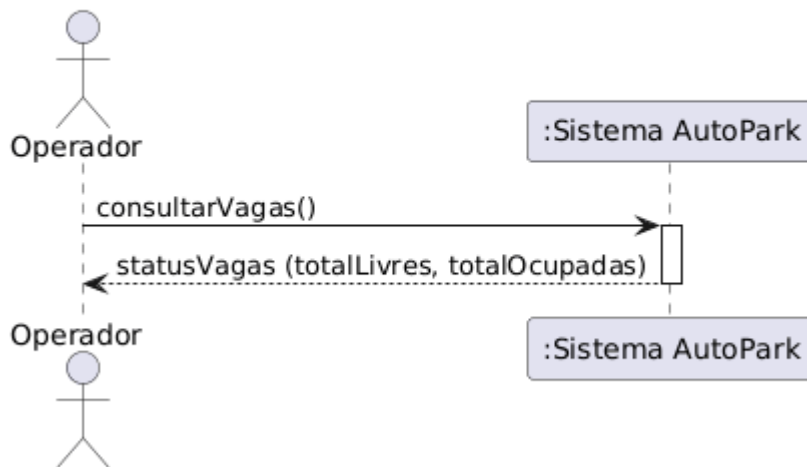 Operador
:Sistema AutoPark
consultarVagas()
statusVagas (totalLivres, totalOcupadas)
Operador
:Sistema AutoPark